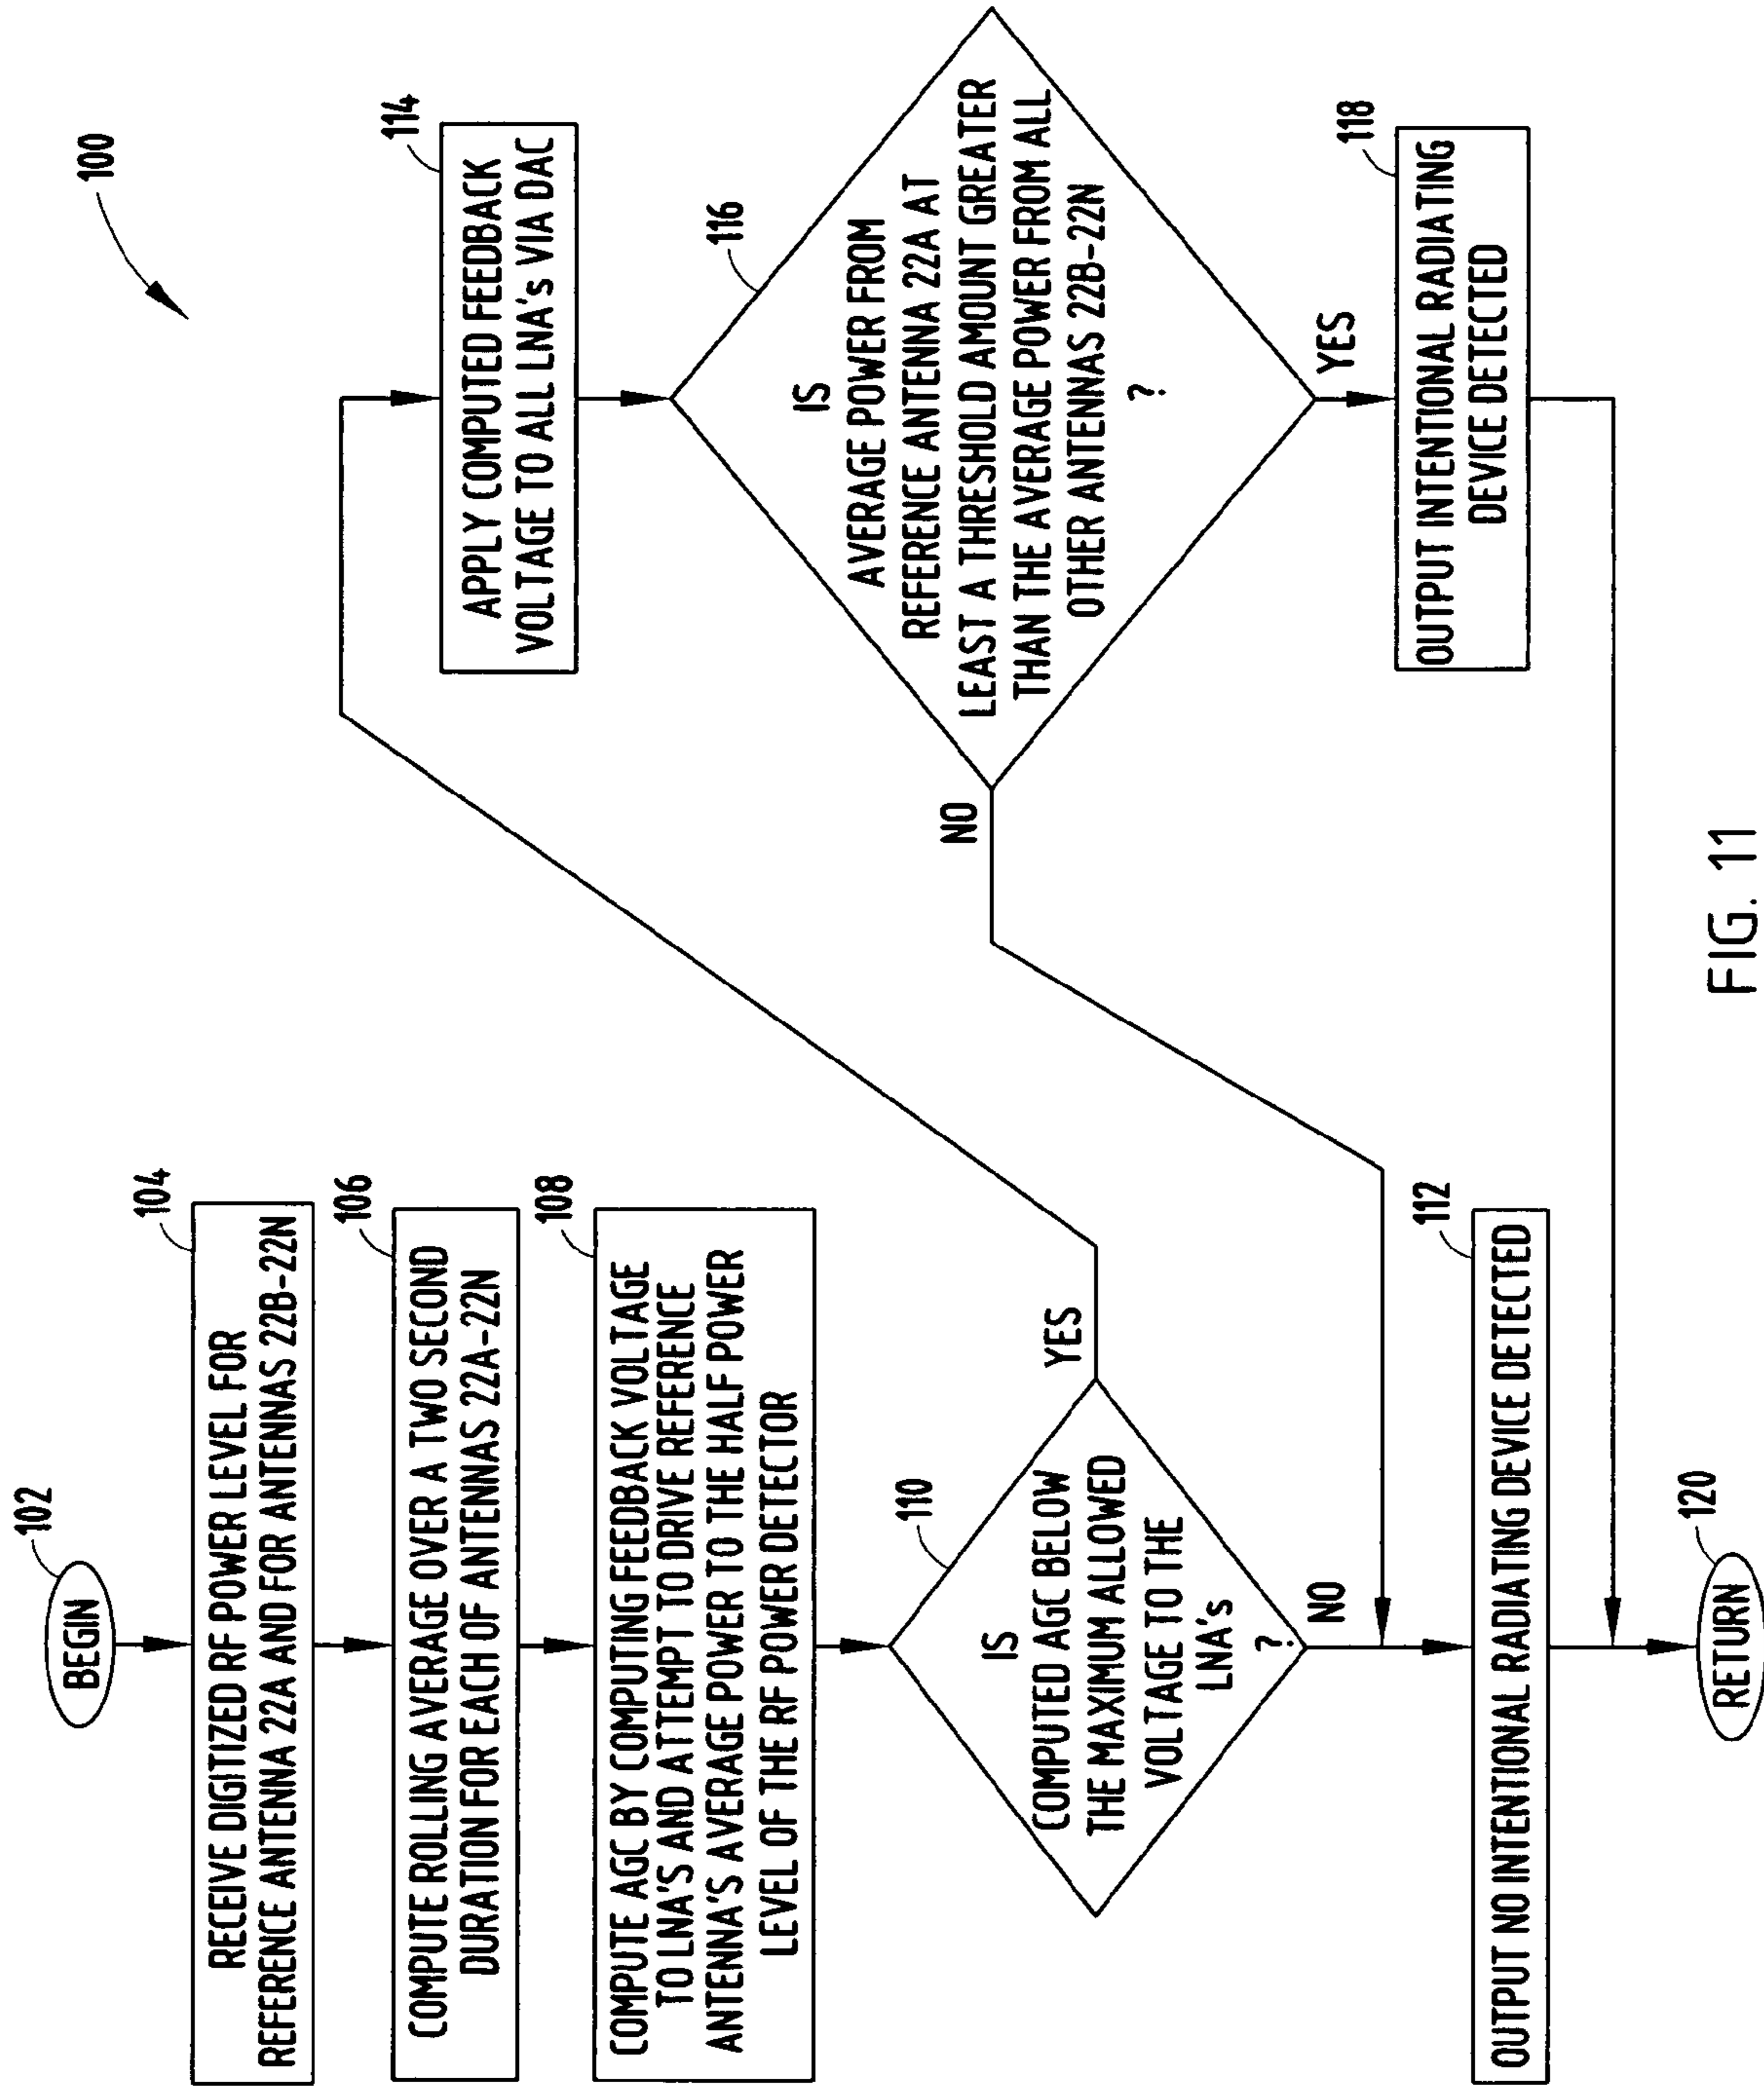 100
102
BEGIN
104
RECEIVE DIGITIZED RF POWER LEVEL FOR
REFERENCE ANTENNA 22A AND FOR ANTENNAS 22B-22N
106
COMPUTE ROLLING AVERAGE OVER A TWO SECOND
DURATION FOR EACH OF ANTENNAS 22A-22N
108
COMPUTE AGC BY COMPUTING FEEDBACK VOLTAGE
TO LNA'S AND ATTEMPT TO DRIVE REFERENCE
ANTENNA'S AVERAGE POWER TO THE HALF POWER
LEVEL OF THE RF POWER DETECTOR
110
IS
COMPUTED AGC BELOW
THE MAXIMUM ALLOWED
VOLTAGE TO THE
LNA's
?
YES
NO
112
OUTPUT NO INTENTIONAL RADIATING DEVICE DETECTED
120
RETURN
114
APPLY COMPUTED FEEDBACK
VOLTAGE TO ALL LNA's VIA DAC
116
IS
AVERAGE POWER FROM
REFERENCE ANTENNA 22A AT
LEAST A THRESHOLD AMOUNT GREATER
THAN THE AVERAGE POWER FROM ALL
OTHER ANTENNAS 22B-22N
?
NO
YES
118
OUTPUT INTENTIONAL RADIATING
DEVICE DETECTED
FIG. 11